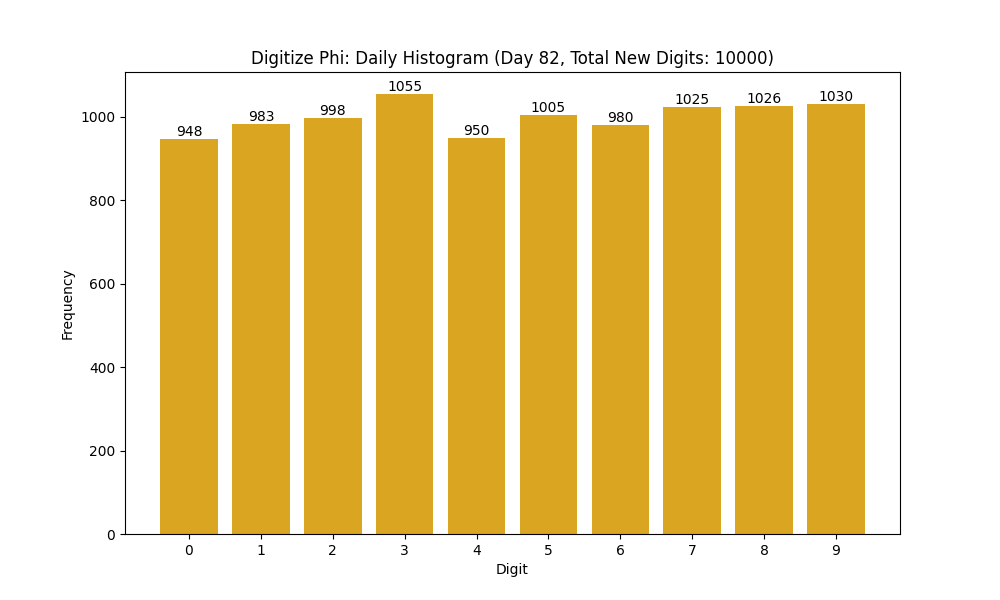 Digitize Phi: Daily Histogram (Day 82, Total New Digits: 10000)
948 983 998 1055 950 1005 980 1025 1026 1030
Frequency
1000
800
600
400
200
0
0 1 2 3 4 5 6 7 8 9
Digit